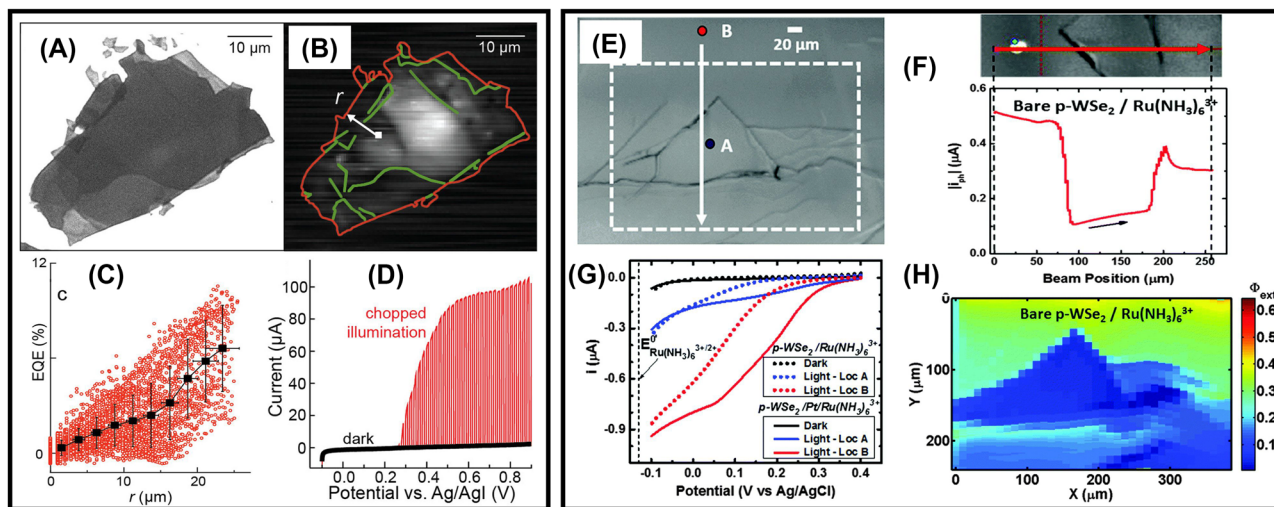 (A)
10 μm
(B)
10 μm
r
(C)
12
C
EQE (%)
0
0
10
20
r (μm)
(D)
100
80
60
40
20
0
Current (μA)
chopped
illumination
dark
0.0
0.2
0.4
0.6
0.8
Potential vs. Ag/AgI (V)
(E)
B
20 μm
A
(F)
Bare p-WSe2 / Ru(NH3)6 3+
0.6
0.4
0.2
0.0
|iph| (μA)
0
50
100
150
200
250
Beam Position (μm)
(G)
0.0
-0.3
-0.6
-0.9
i (μA)
E0 Ru(NH3)6 3+/2+
p-WSe2 /Ru(NH3)6 3+
Dark
Light - Loc A
Light - Loc B
p-WSe2 /Pt/Ru(NH3)6 3+
Dark
Light - Loc A
Light - Loc B
-0.1
0.0
0.1
0.2
0.3
0.4
Potential (V vs Ag/AgCl)
(H)
Bare p-WSe2 / Ru(NH3)6 3+
0
100
200
Y (μm)
0
100
200
300
X (μm)
Φext
0.6
0.5
0.4
0.3
0.2
0.1
0.0